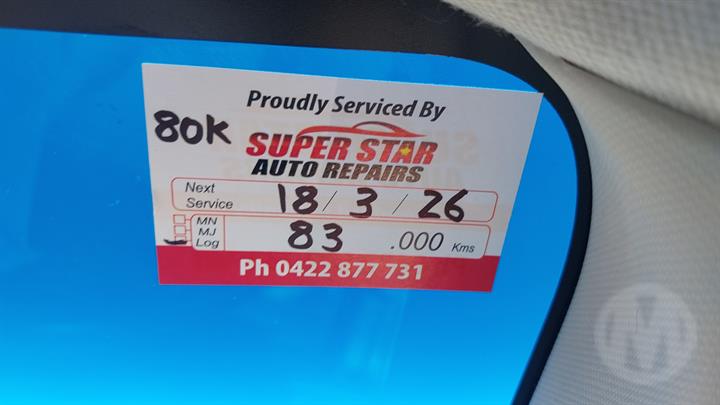 Proudly Serviced By
80K
SUPER STAR
AUTO REPAIRS
Next
Service 18 / 3 / 26
MN
MJ
Log 83 .000 Kms
Ph 0422 877 731
M